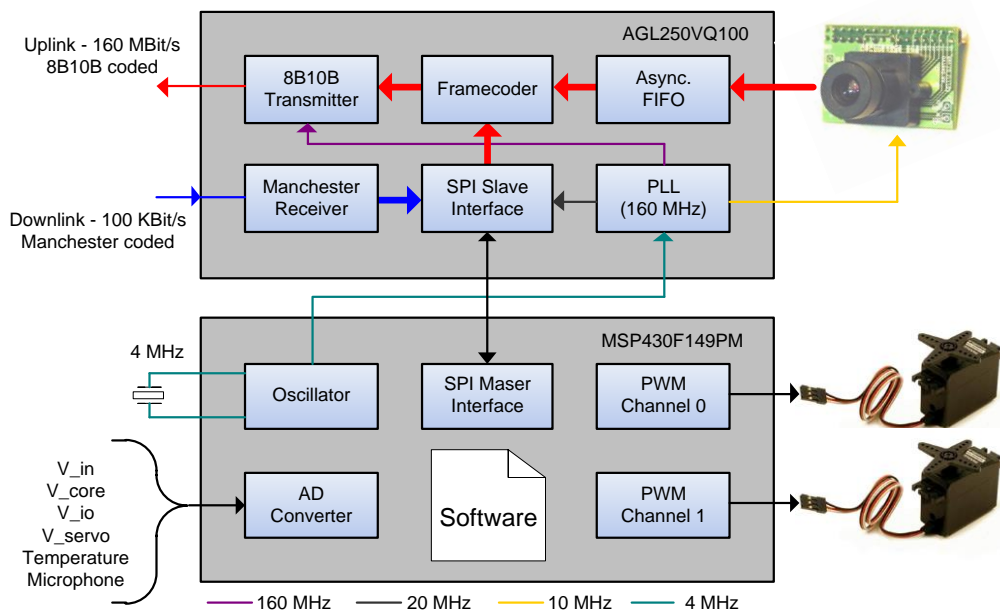 Uplink - 160 MBit/s
8B10B coded
AGL250VQ100
8B10B
Transmitter
Framecoder
Async.
FIFO
Manchester
Receiver
SPI Slave
Interface
PLL
(160 MHz)
Downlink - 100 KBit/s
Manchester coded
MSP430F149PM
4 MHz
Oscillator
SPI Maser
Interface
PWM
Channel 0
V_in
V_core
V_io
V_servo
Temperature
Microphone
AD
Converter
Software
PWM
Channel 1
160 MHz
20 MHz
10 MHz
4 MHz